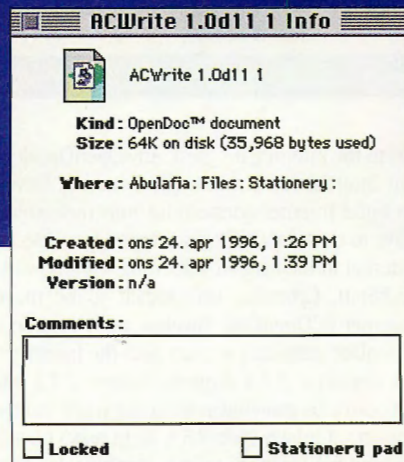 ACWrite 1.0d11 1 Info
ACWrite 1.0d11 1
Kind: OpenDoc™ document
Size: 64K on disk (35,968 bytes used)
Where: Abulafia: Files: Stationery:
Created: ons 24. apr 1996, 1:26 PM
Modified: ons 24. apr 1996, 1:39 PM
Version: n/a
Comments:
Locked
Stationery pad